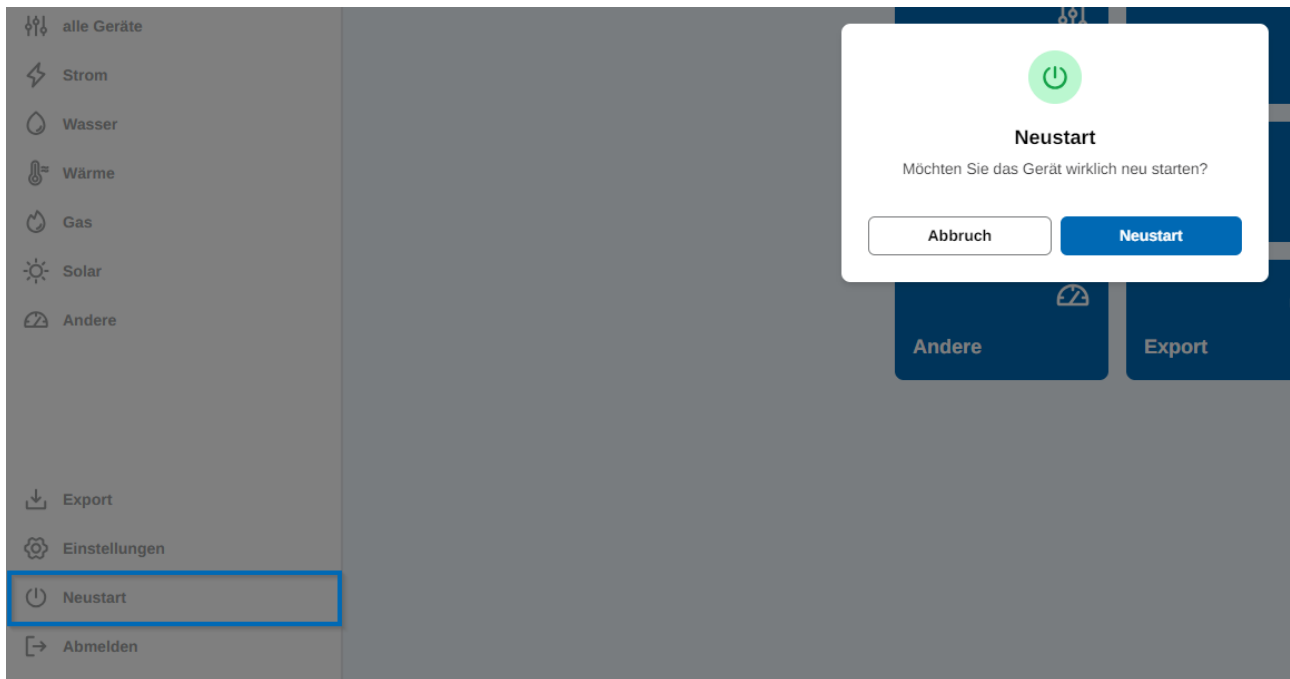 alle Geräte
Strom
Wasser
Wärme
Gas
Solar
Andere
Export
Einstellungen
Neustart
Abmelden
Neustart
Möchten Sie das Gerät wirklich neu starten?
Abbruch
Neustart
Andere
Export